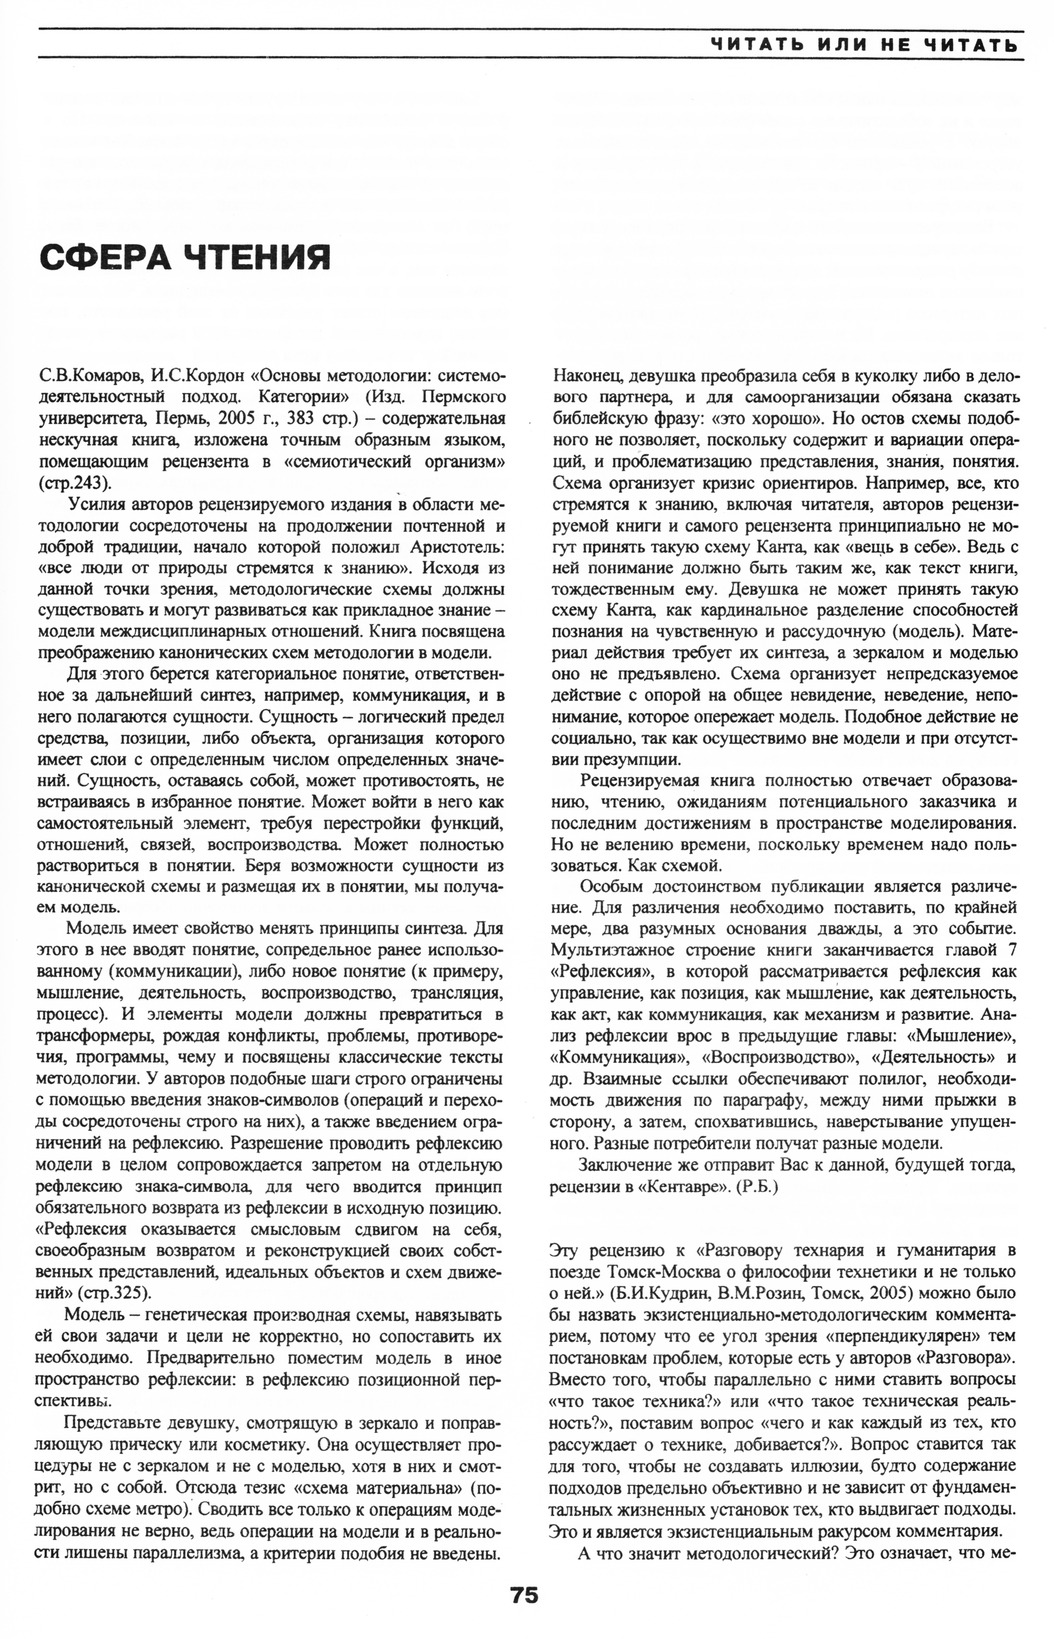 ЧИТАТЬ ИЛИ НЕ ЧИТАТЬ
СФЕРА ЧТЕНИЯ
С.В.Комаров, И.С.Кордон «Основы методологии: системо-
деятельностный подход. Категории» (Изд. Пермского
университета, Пермь, 2005 г., 383 стр.) – содержательная
нескучная книга, изложена точным образным языком,
помещающим рецензента в «семиотический организм»
(стр.243).
Усилия авторов рецензируемого издания в области ме-
тодологии сосредоточены на продолжении почтенной и
доброй традиции, начало которой положил Аристотель:
«все люди от природы стремятся к знанию». Исходя из
данной точки зрения, методологические схемы должны
существовать и могут развиваться как прикладное знание –
модели междисциплинарных отношений. Книга посвящена
преображению канонических схем методологии в модели.
Для этого берется категориальное понятие, ответствен-
ное за дальнейший синтез, например, коммуникация, и в
него полагаются сущности. Сущность – логический предел
средства, позиции, либо объекта, организация которого
имеет слои с определенным числом определенных значе-
ний. Сущность, оставаясь собой, может противостоять, не
встраиваясь в избранное понятие. Может войти в него как
самостоятельный элемент, требуя перестройки функций,
отношений, связей, воспроизводства. Может полностью
раствориться в понятии. Беря возможности сущности из
канонической схемы и размещая их в понятии, мы получа-
ем модель.
Модель имеет свойство менять принципы синтеза. Для
этого в нее вводят понятие, сопредельное ранее использо-
ванному (коммуникации), либо новое понятие (к примеру,
мышление, деятельность, воспроизводство, трансляция,
процесс). И элементы модели должны превратиться в
трансформеры, рождая конфликты, проблемы, противоре-
чия, программы, чему и посвящены классические тексты
методологии. У авторов подобные шаги строго ограничены
с помощью введения знаков-символов (операций и перехо-
ды сосредоточены строго на них), а также введением огра-
ничений на рефлексию. Разрешение проводить рефлексию
модели в целом сопровождается запретом на отдельную
рефлексию знака-символа, для чего вводится принцип
обязательного возврата из рефлексии в исходную позицию.
«Рефлексия оказывается смысловым сдвигом на себя,
своеобразным возвратом и реконструкцией своих собст-
венных представлений, идеальных объектов и схем движе-
ний» (стр.325).
Модель – генетическая производная схемы, навязывать
ей свои задачи и цели не корректно, но сопоставить их
необходимо. Предварительно поместим модель в иное
пространство рефлексии: в рефлексию позиционной пер-
спективы.
Представьте девушку, смотрящую в зеркало и поправ-
ляющую прическу или косметику. Она осуществляет про-
цедуры не с зеркалом и не с моделью, хотя в них и смот-
рит, но с собой. Отсюда тезис «схема материальна» (по-
добно схеме метро). Сводить все только к операциям моде-
лирования не верно, ведь операции на модели и в реально-
сти лишены параллелизма, а критерии подобия не введены.
Наконец, девушка преобразила себя в куколку либо в дело-
вого партнера, и для самоорганизации обязана сказать
библейскую фразу: «это хорошо». Но остов схемы подоб-
ного не позволяет, поскольку содержит и вариации опера-
ций, и проблематизацию представления, знания, понятия.
Схема организует кризис ориентиров. Например, все, кто
стремятся к знанию, включая читателя, авторов рецензи-
руемой книги и самого рецензента принципиально не мо-
гут принять такую схему Канта, как «вещь в себе». Ведь с
ней понимание должно быть таким же, как текст книги,
тождественным ему. Девушка не может принять такую
схему Канта, как кардинальное разделение способностей
познания на чувственную и рассудочную (модель). Мате-
риал действия требует их синтеза, а зеркалом и моделью
оно не предъявлено. Схема организует непредсказуемое
действие с опорой на общее невидение, неведение, непо-
нимание, которое опережает модель. Подобное действие не
социально, так как осуществимо вне модели и при отсутст-
вии презумпции.
Рецензируемая книга полностью отвечает образова-
нию, чтению, ожиданиям потенциального заказчика и
последним достижениям в пространстве моделирования.
Но не велению времени, поскольку временем надо поль-
зоваться. Как схемой.
Особым достоинством публикации является различе-
ние. Для различения необходимо поставить, по крайней
мере, два разумных основания дважды, а это событие.
Мультиэтажное строение книги заканчивается главой 7
«Рефлексия», в которой рассматривается рефлексия как
управление, как позиция, как мышление, как деятельность,
как акт, как коммуникация, как механизм и развитие. Ана-
лиз рефлексии врос в предыдущие главы: «Мышление»,
«Коммуникация», «Воспроизводство», «Деятельность» и
др. Взаимные ссылки обеспечивают полилог, необходи-
мость движения по параграфу, между ними прыжки в
сторону, а затем, спохватившись, наверстывание упущен-
ного. Разные потребители получат разные модели.
Заключение же отправит Вас к данной, будущей тогда,
рецензии в «Кентавре». (Р.Б.)
Эту рецензию к «Разговору технария и гуманитария в
поезде Томск-Москва о философии технетики и не только
о ней.» (Б.И.Кудрин, В.М.Розин, Томск, 2005) можно было
бы назвать экзистенциально-методологическим коммента-
рием, потому что ее угол зрения «перпендикулярен» тем
постановкам проблем, которые есть у авторов «Разговора».
Вместо того, чтобы параллельно с ними ставить вопросы
«что такое техника?» или «что такое техническая реаль-
ность?», поставим вопрос «чего и как каждый из тех, кто
рассуждает о технике, добивается?». Вопрос ставится так
для того, чтобы не создавать иллюзии, будто содержание
подходов предельно объективно и не зависит от фундамен-
тальных жизненных установок тех, кто выдвигает подходы.
Это и является экзистенциальным ракурсом комментария.
А что значит методологический? Это означает, что ме-
75